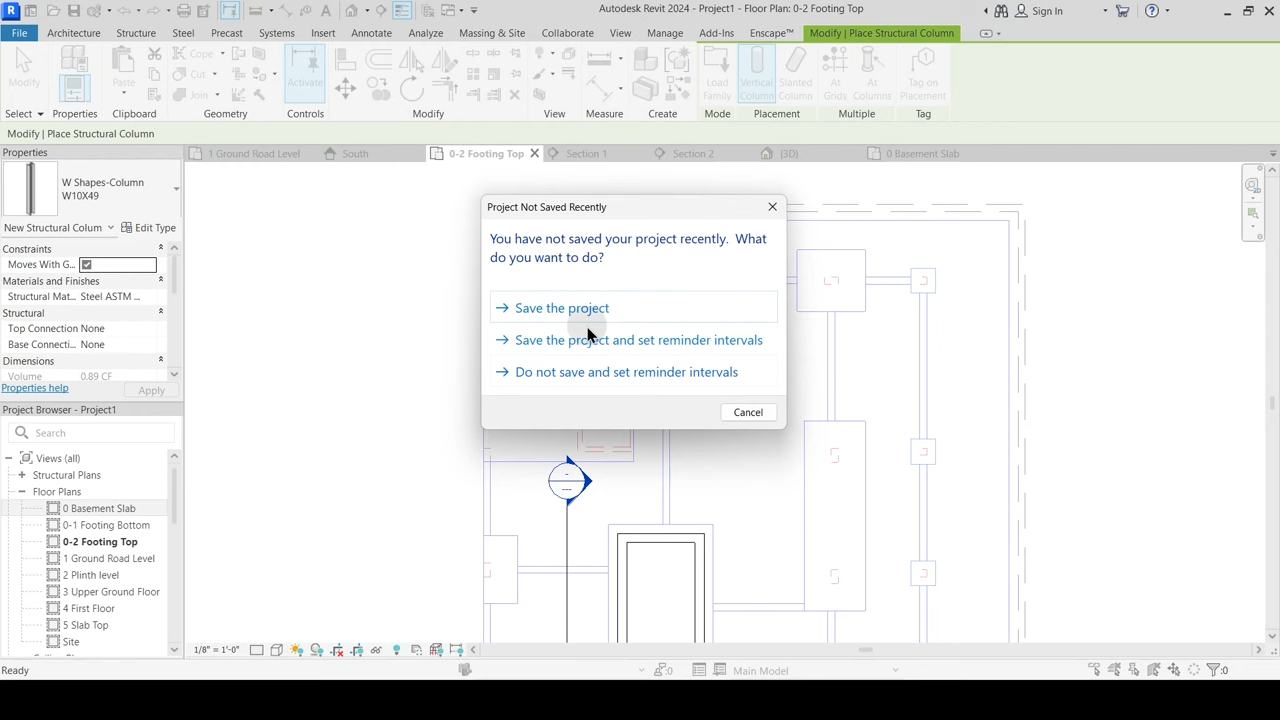 Autodesk Revit 2024 - Project1 - Floor Plan: 0-2 Footing Top
Sign In
File Architecture Structure Steel Precast Systems Insert Annotate Analyze Massing & Site Collaborate View Manage Add-Ins Enscape™ Modify | Place Structural Column
Modify
Paste
Cope
Cut
Join
Activate
Load Family
Vertical Column
Slanted Column
At Grids
At Columns
Tag on Placement
Select Properties Clipboard Geometry Controls Modify View Measure Create Mode Placement Multiple Tag
Modify | Place Structural Column
Properties
1 Ground Road Level South 0-2 Footing Top Section 1 Section 2 {3D} 0 Basement Slab
W Shapes-Column
W10X49
New Structural Colum Edit Type
Constraints
Moves With G...
Materials and Finishes
Structural Mat... Steel ASTM ...
Structural
Top Connection None
Base Connecti... None
Dimensions
Volume 0.89 CF
Properties help Apply
Project Browser - Project1
Search
Views (all)
Structural Plans
Floor Plans
0 Basement Slab
0-1 Footing Bottom
0-2 Footing Top
1 Ground Road Level
2 Plinth level
3 Upper Ground Floor
4 First Floor
5 Slab Top
Site
Project Not Saved Recently
You have not saved your project recently. What
do you want to do?
Save the project
Save the project and set reminder intervals
Do not save and set reminder intervals
Cancel
1/8" = 1'-0"
Ready
:0
Main Model
:0